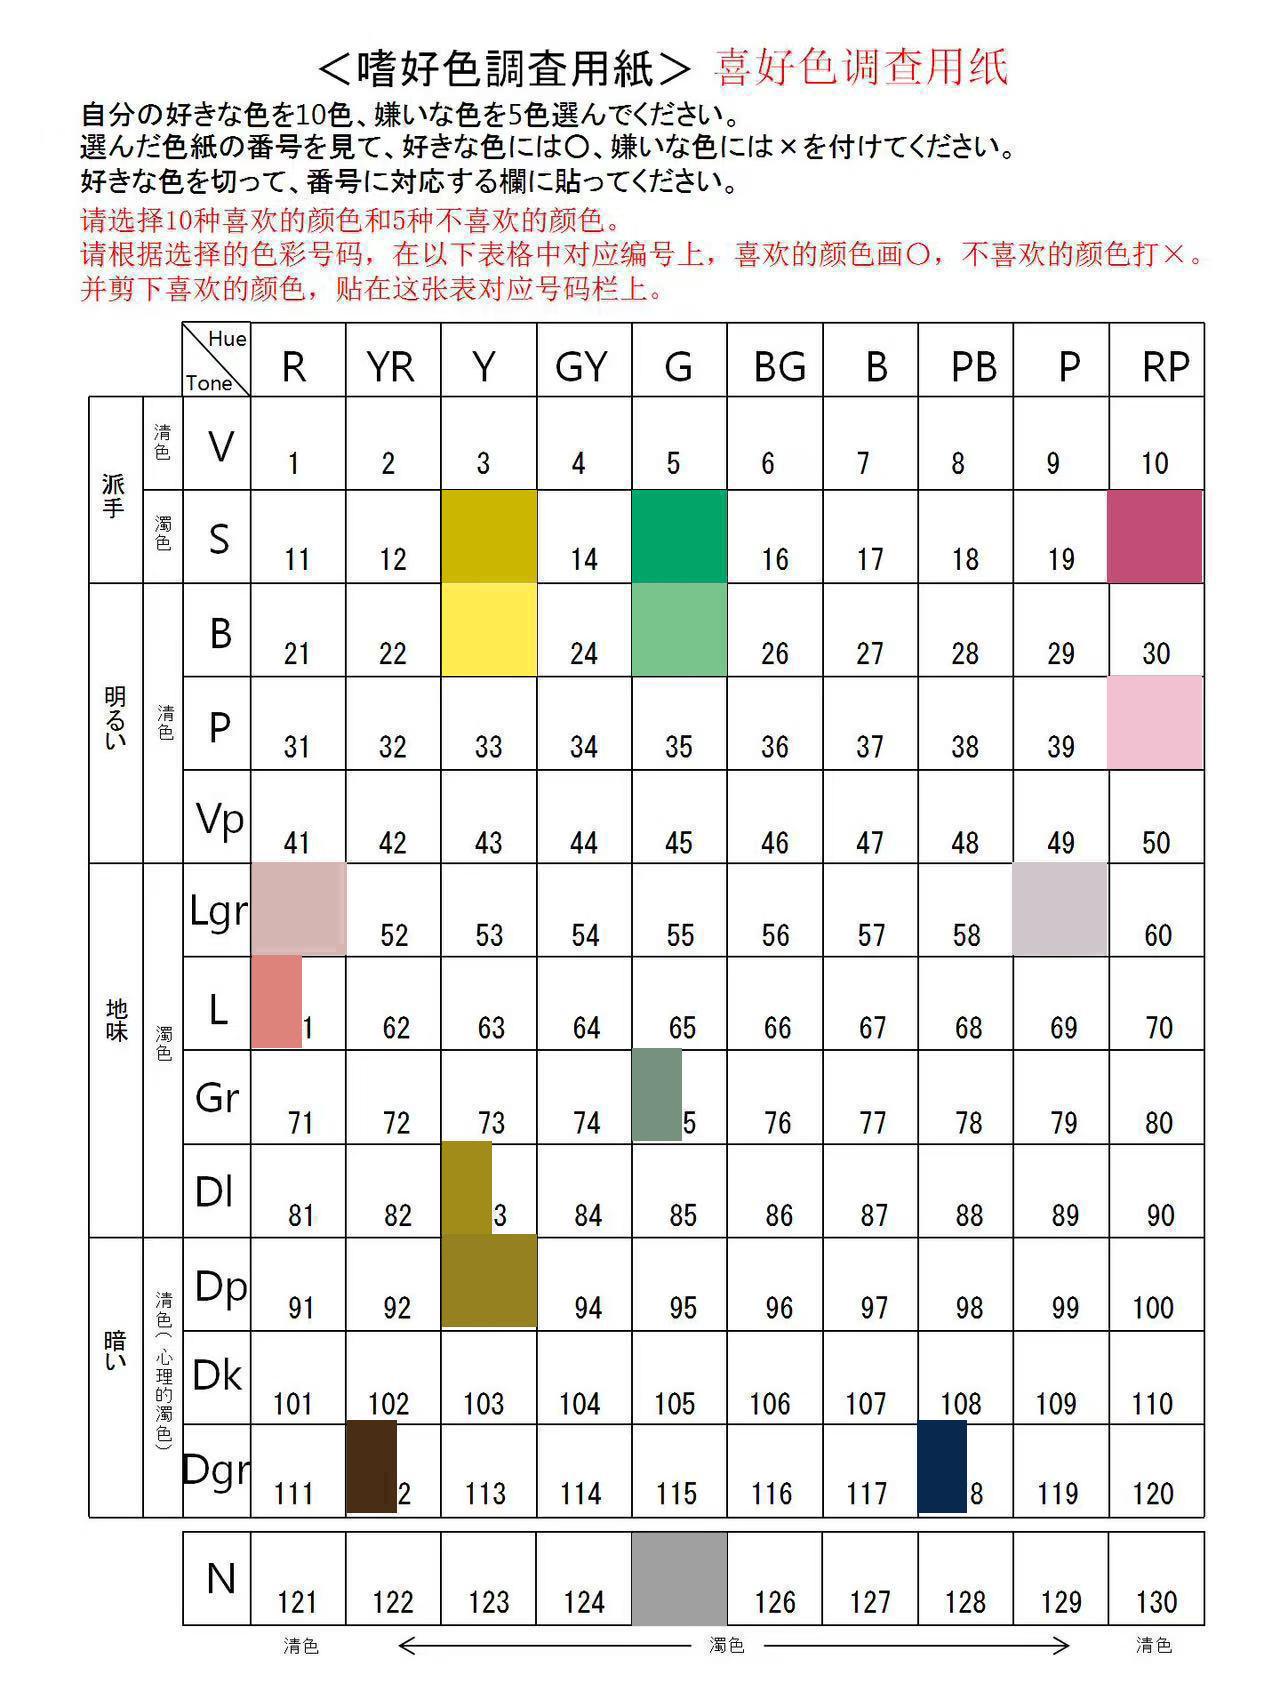 ＜嗜好色調査用紙＞ 喜好色调查用纸
自分の好きな色を10色、嫌いな色を5色選んでください。
選んだ色紙の番号を見て、好きな色には〇、嫌いな色には×を付けてください。
好きな色を切って、番号に対応する欄に貼ってください。
请选择10种喜欢的颜色和5种不喜欢的颜色。
请根据选择的色彩号码，在以下表格中对应编号上，喜欢的颜色画〇，不喜欢的颜色打×。
并剪下喜欢的颜色，贴在这张表对应号码栏上。
Hue
Tone R YR Y GY G BG B PB P RP
派手 清色 V 1 2 3 4 5 6 7 8 9 10
濁色 S 11 12 14 16 17 18 19
明るい 清色 B 21 22 24 26 27 28 29 30
P 31 32 33 34 35 36 37 38 39
Vp 41 42 43 44 45 46 47 48 49 50
地味 濁色 Lgr 52 53 54 55 56 57 58 60
L 1 62 63 64 65 66 67 68 69 70
Gr 71 72 73 74 5 76 77 78 79 80
Dl 81 82 3 84 85 86 87 88 89 90
暗い 清色（心理的濁色） Dp 91 92 94 95 96 97 98 99 100
Dk 101 102 103 104 105 106 107 108 109 110
Dgr 111 2 113 114 115 116 117 8 119 120
N 121 122 123 124 126 127 128 129 130
清色 濁色 清色